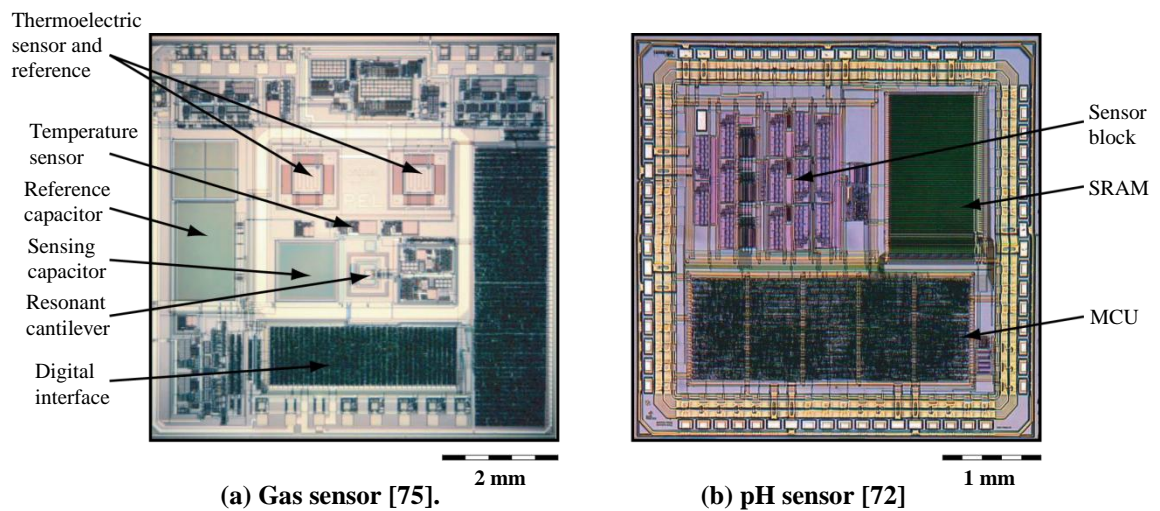 Thermoelectric
sensor and
reference
Temperature
sensor
Reference
capacitor
Sensing
capacitor
Resonant
cantilever
Digital
interface
2 mm
(a) Gas sensor [75].
Sensor
block
SRAM
MCU
1 mm
(b) pH sensor [72]